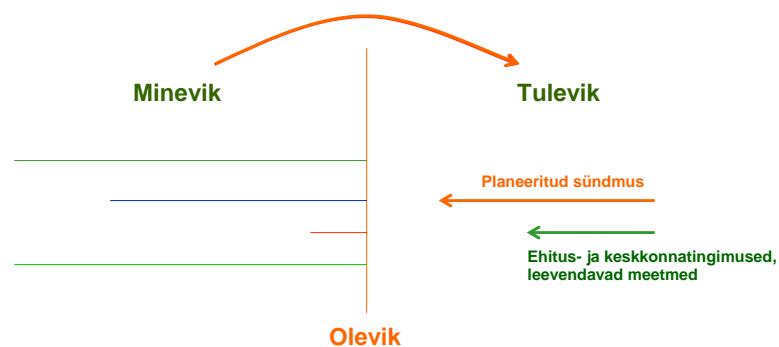 Minevik
Tulevik
Planeeritud sündmus
Ehitus- ja keskkonnatingimused,
leevendavad meetmed
Olevik